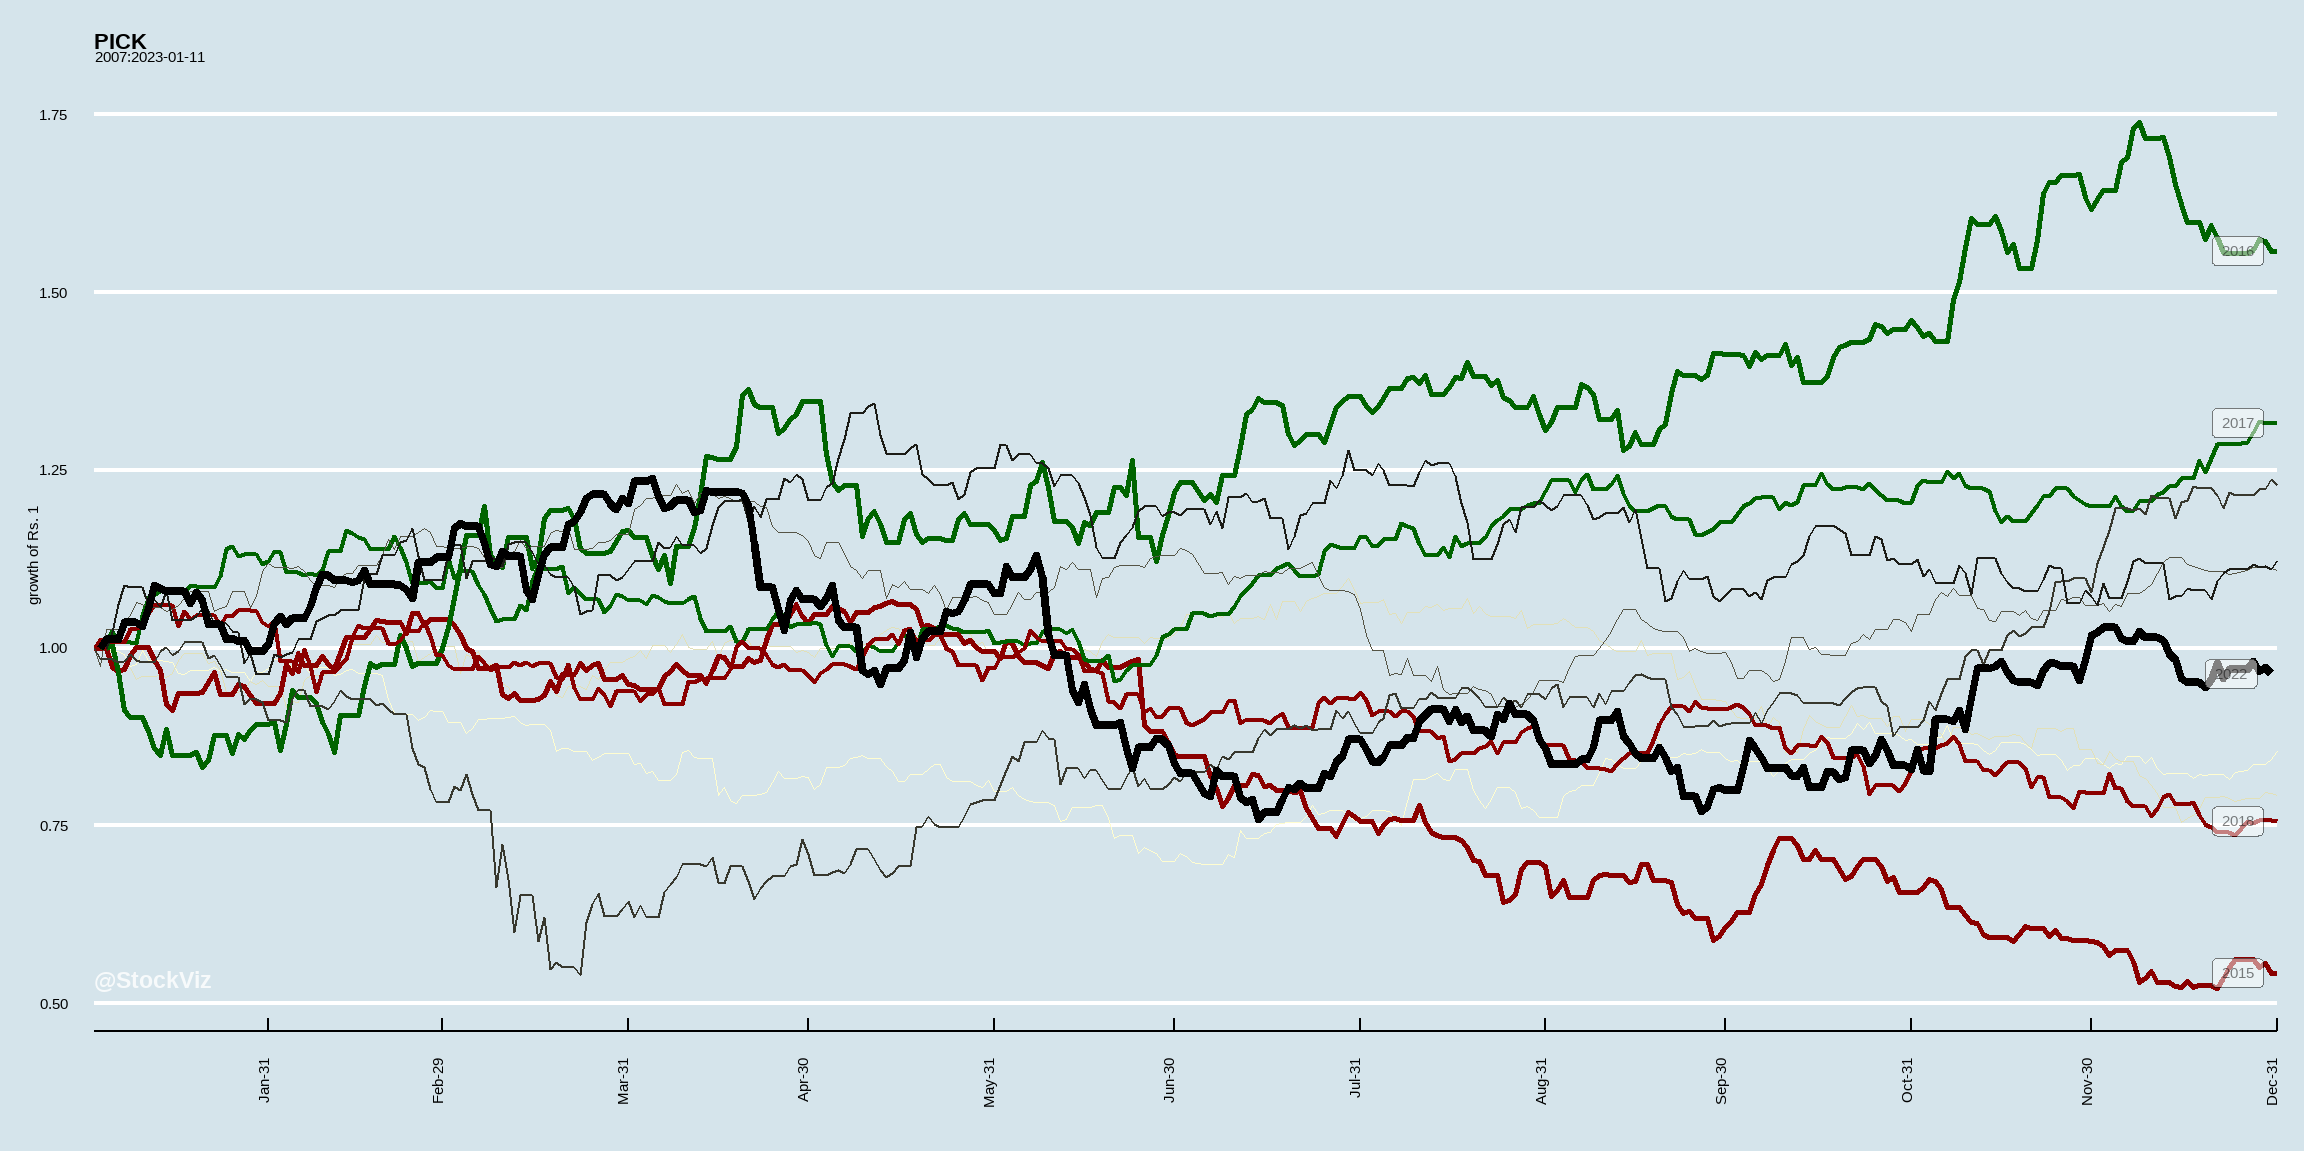 PICK
2007:2023-01-11
growth of Rs. 1
1.75
1.50
1.25
1.00
0.75
0.50
2016
2017
2022
2018
2015
@StockViz
Jan-31
Feb-29
Mar-31
Apr-30
May-31
Jun-30
Jul-31
Aug-31
Sep-30
Oct-31
Nov-30
Dec-31